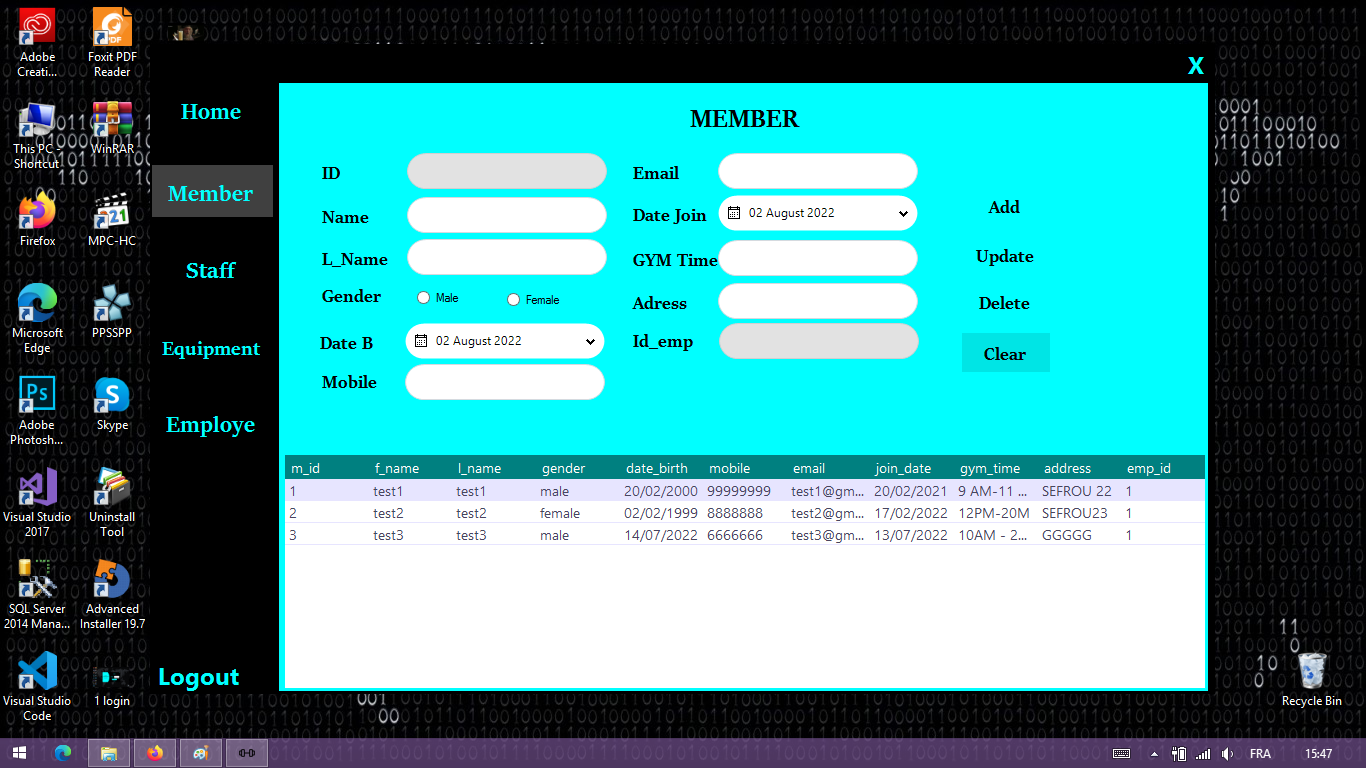 Adobe Creati...
Foxit PDF Reader
This PC - Shortcut
WinRAR
Firefox
MPC-HC
Microsoft Edge
PPSSPP
Adobe Photosh...
Skype
Visual Studio 2017
Uninstall Tool
SQL Server 2014 Mana...
Advanced Installer 19.7
Visual Studio Code
1 login
X
Home
Member
Staff
Equipment
Employe
Logout
MEMBER
ID
Name
L_Name
Gender
Male
Female
Date B
02 August 2022
Mobile
Email
Date Join
02 August 2022
GYM Time
Adress
Id_emp
Add
Update
Delete
Clear
m_id f_name l_name gender date_birth mobile email join_date gym_time address emp_id
1 test1 test1 male 20/02/2000 99999999 test1@gm... 20/02/2021 9 AM-11 ... SEFROU 22 1
2 test2 test2 female 02/02/1999 8888888 test2@gm... 17/02/2022 12PM-20M SEFROU23 1
3 test3 test3 male 14/07/2022 6666666 test3@gm... 13/07/2022 10AM - 2... GGGGG 1
Recycle Bin
FRA
15:47